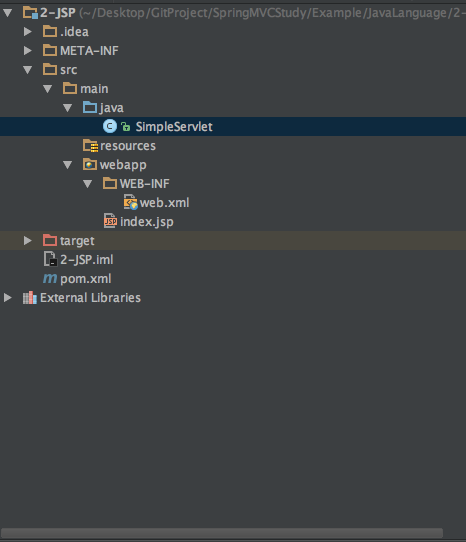 2-JSP (~/Desktop/GitProject/SpringMVCStudy/Example/JavaLanguage/2-
.idea
META-INF
src
main
java
C SimpleServlet
resources
webapp
WEB-INF
web.xml
JSP index.jsp
target
2-JSP.iml
m pom.xml
External Libraries